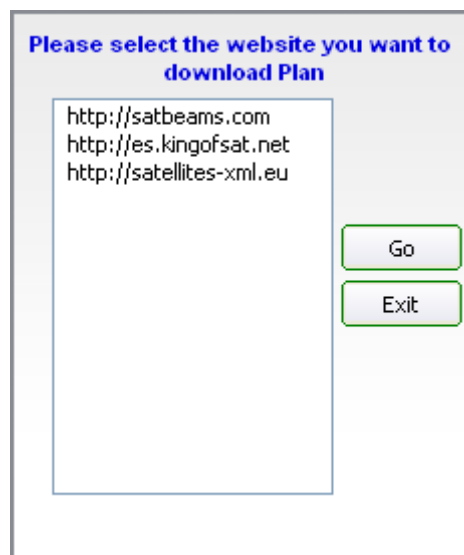 Please select the website you want to
download Plan
http://satbeams.com
http://es.kingofsat.net
http://satellites-xml.eu
Go
Exit